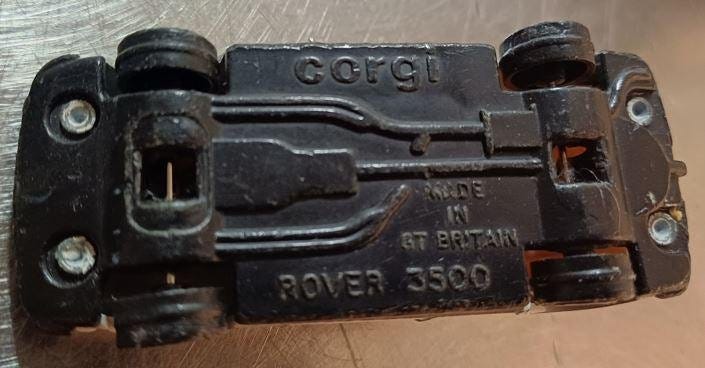 corgi
MADE
IN
GT BRITAIN
ROVER 3500